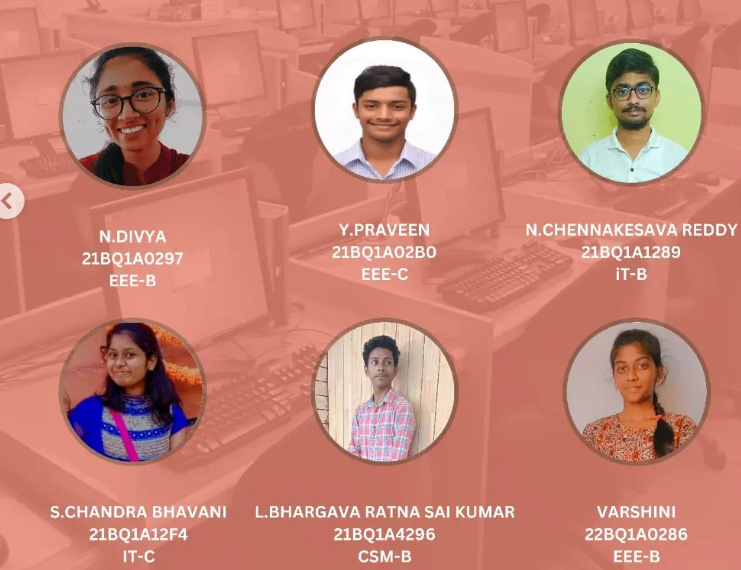 N.DIVYA
21BQ1A0297
EEE-B
Y.PRAVEEN
21BQ1A02B0
EEE-C
N.CHENNAKESAVA REDDY
21BQ1A1289
iT-B
S.CHANDRA BHAVANI
21BQ1A12F4
IT-C
L.BHARGAVA RATNA SAI KUMAR
21BQ1A4296
CSM-B
VARSHINI
22BQ1A0286
EEE-B